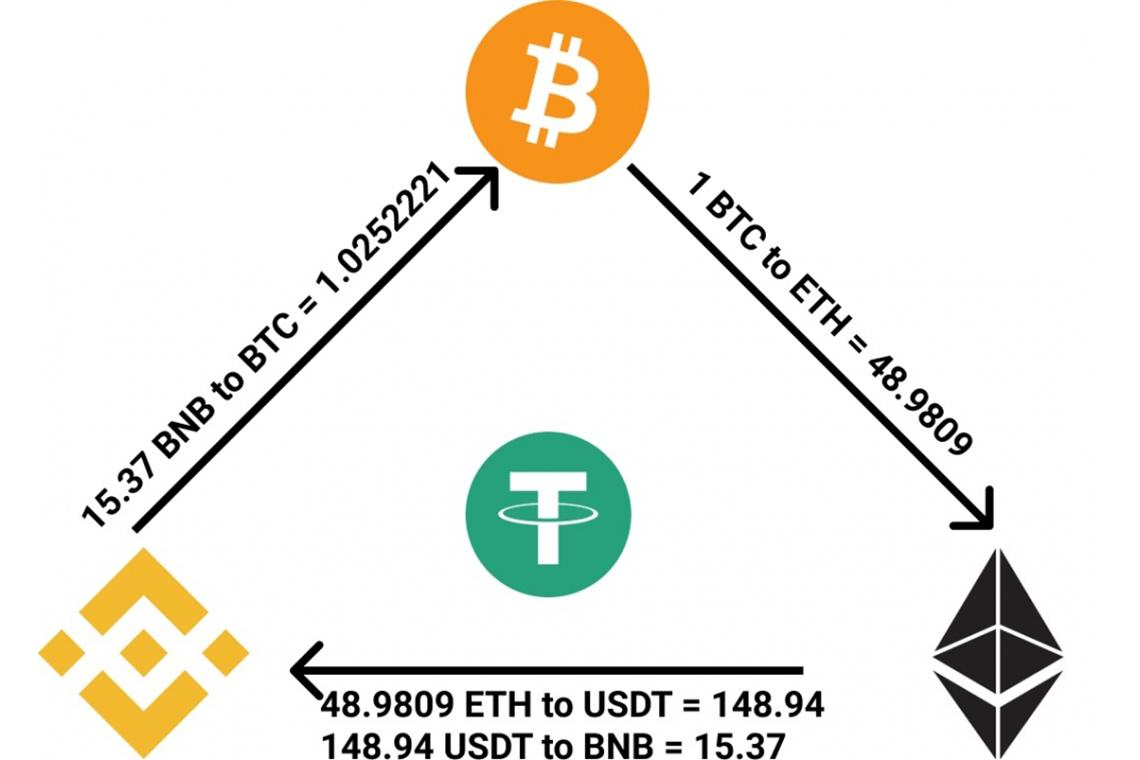 15.37 BNB to BTC = 1.0252221
1 BTC to ETH = 48.9809
48.9809 ETH to USDT = 148.94
148.94 USDT to BNB = 15.37